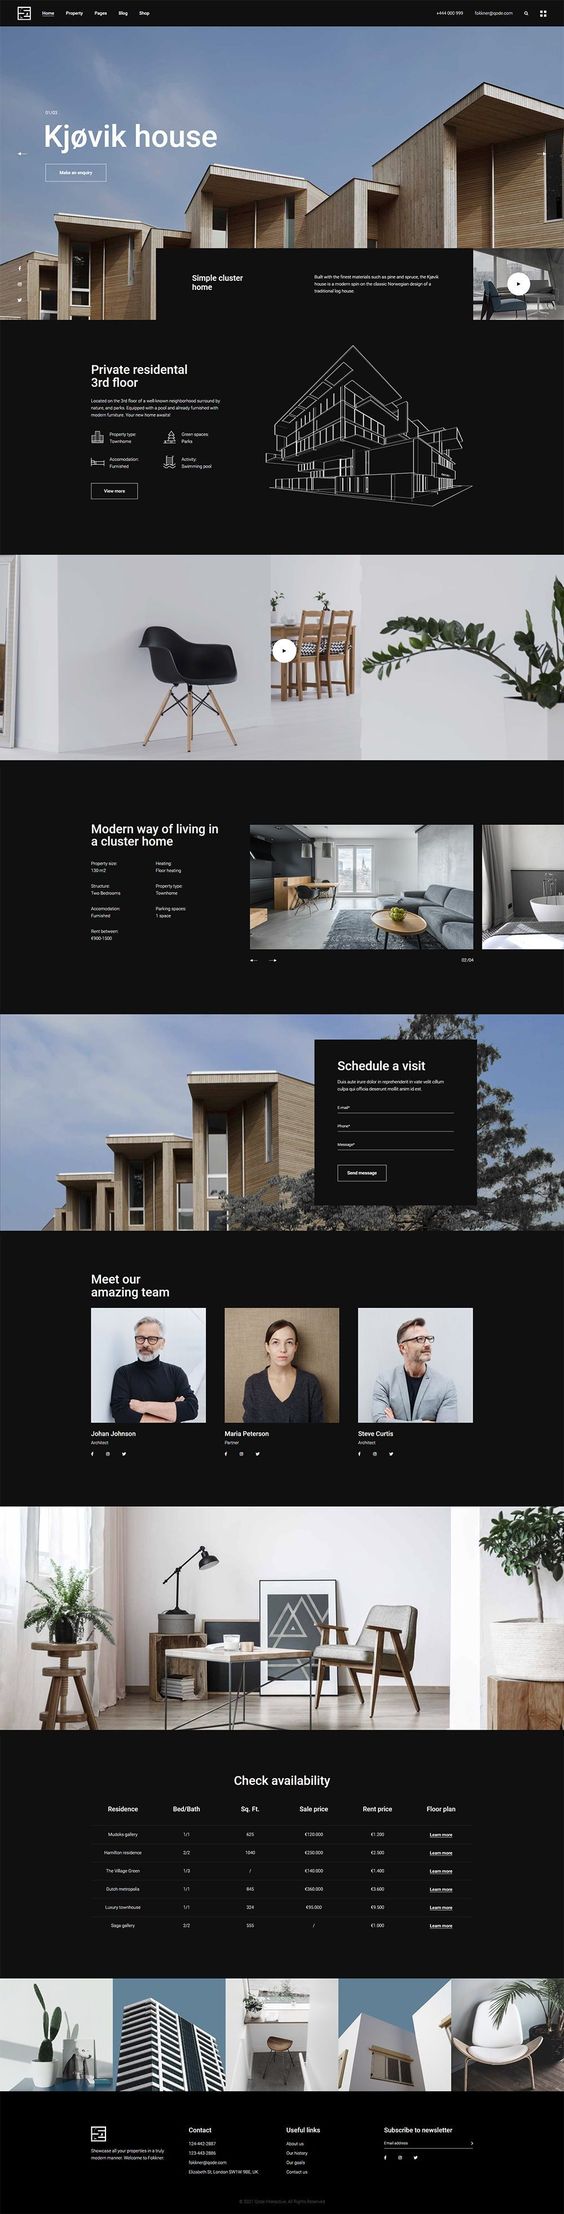 Home Property Pages Blog Shop +444 000 999 fokkner@qode.com
01/03
Kjøvik house
Make an enquiry
Simple cluster
home
Built with the finest materials such as pine and spruce, the Kjøvik
house is a modern spin on the classic Norwegian design of a
traditional log house.
Private residental
3rd floor
Located on the 3rd floor of a well-known neighborhood surround by
nature, and parks. Equipped with a pool and already furnished with
modern furniture. Your new home awaits!
Property type:
Townhome
Green spaces:
Parks
Accomodation:
Furnished
Activity:
Swimming pool
View more
Modern way of living in
a cluster home
Property size:
130 m2
Heating:
Floor heating
Structure:
Two Bedrooms
Property type:
Townhome
Accomodation:
Furnished
Parking spaces:
1 space
Rent between:
€900-1500
02/04
Schedule a visit
Duis aute irure dolor in reprehenderit in vate velit cillum
culpa qui officia deserunt mollit anim id est.
E-mail*
Phone*
Message*
Send message
Meet our
amazing team
Johan Johnson
Architect
Maria Peterson
Partner
Steve Curtis
Architect
Check availability
Residence Bed/Bath Sq. Ft. Sale price Rent price Floor plan
Mudoks gallery 1/1 625 €120.000 €1.200 Learn more
Hamilton residence 2/2 1040 €250.000 €2.500 Learn more
The Village Green 1/2 / €140.000 €1.400 Learn more
Dutch metropolis 1/1 845 €360.000 €3.600 Learn more
Luxury townhouse 1/1 324 €95.000 €9.500 Learn more
Saga gallery 2/2 555 / €1.000 Learn more
Showcase all your properties in a truly
modern manner. Welcome to Fokkner.
Contact
124-442-2887
123-443-2886
fokkner@qode.com
Elizabeth St, London SW1W 9BE, UK
Useful links
About us
Our history
Our goals
Contact us
Subscribe to newsletter
Email address
© 2021 Qode Interactive, All Rights Reserved